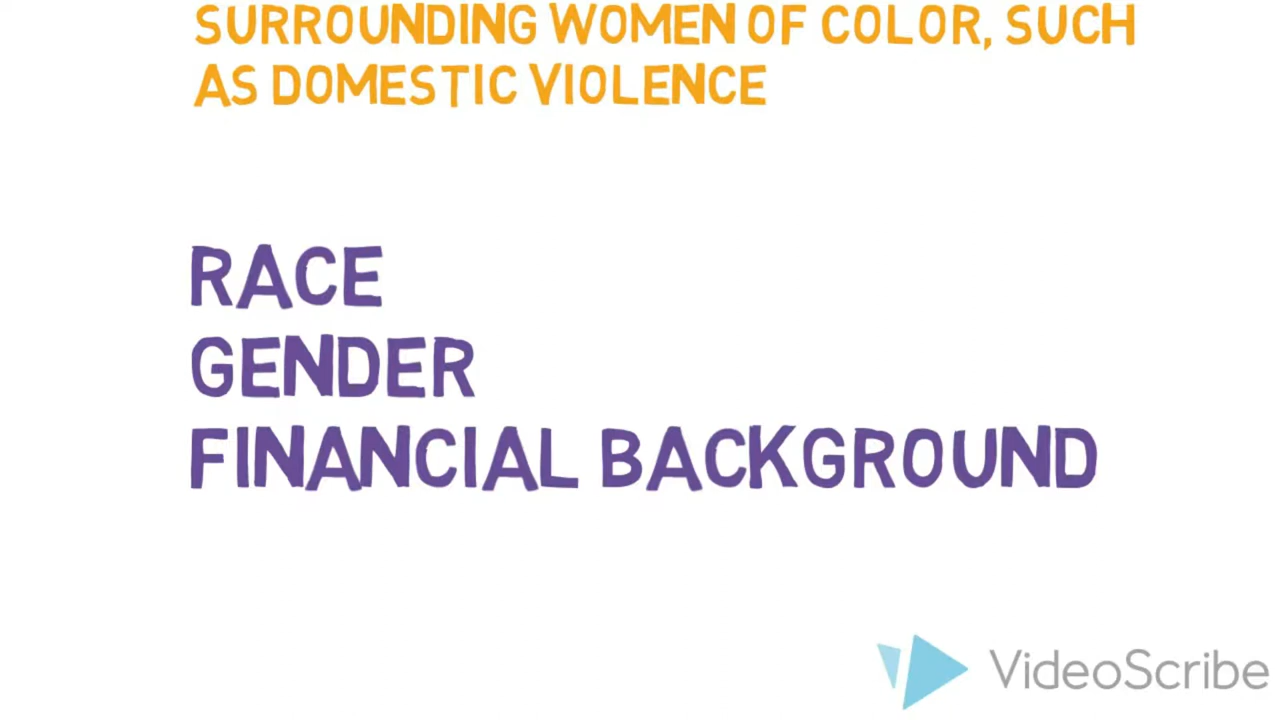 SURROUNDING WOMEN OF COLOR, SUCH
AS DOMESTIC VIOLENCE
RACE
GENDER
FINANCIAL BACKGROUND
VideoScribe